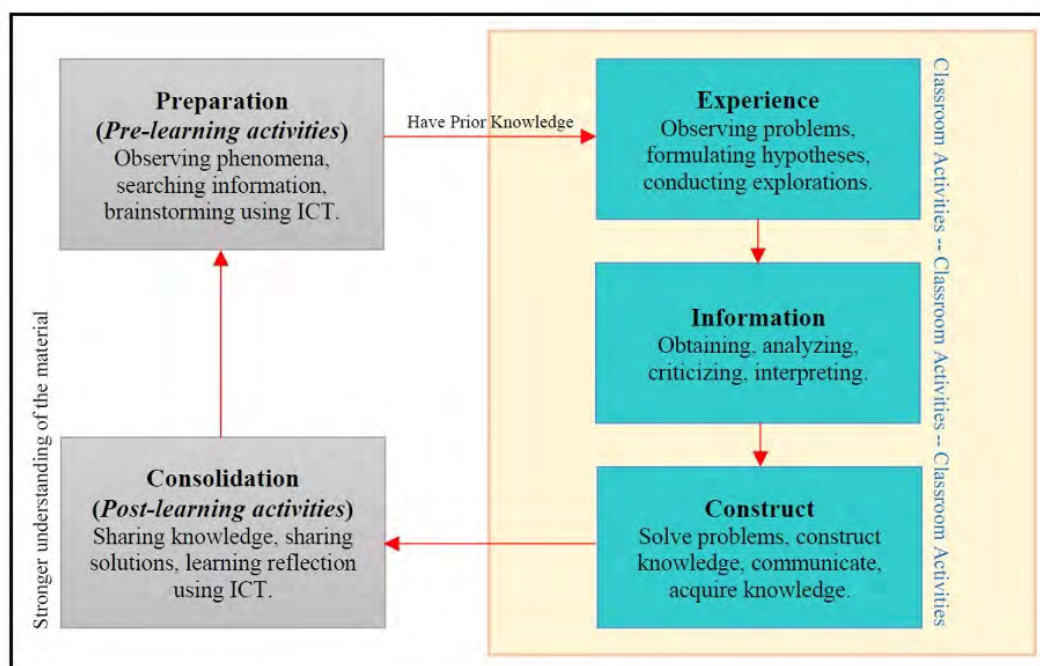 Preparation
(Pre-learning activities)
Observing phenomena,
searching information,
brainstorming using ICT.
Have Prior Knowledge
Experience
Observing problems,
formulating hypotheses,
conducting explorations.
Information
Obtaining, analyzing,
criticizing, interpreting.
Construct
Solve problems, construct
knowledge, communicate,
acquire knowledge.
Consolidation
(Post-learning activities)
Sharing knowledge, sharing
solutions, learning reflection
using ICT.
Stronger understanding of the material
Classroom Activities -- Classroom Activities -- Classroom Activities